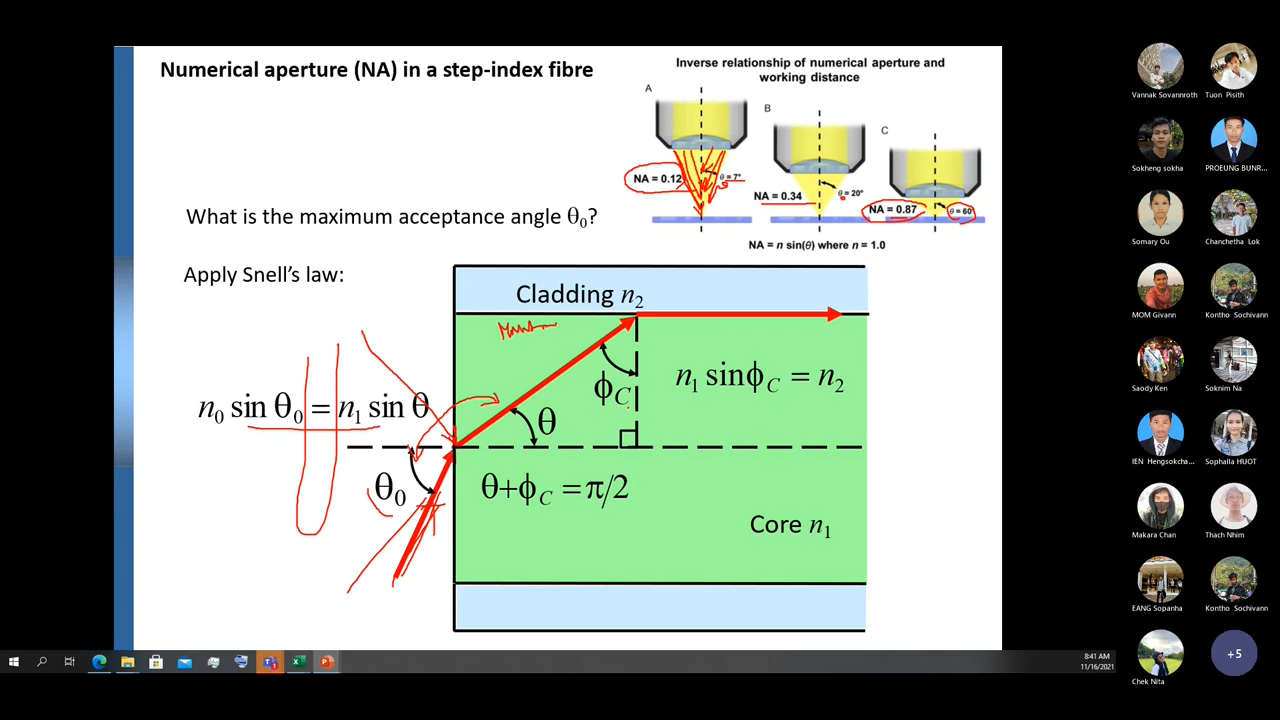 Numerical aperture (NA) in a step-index fibre
Inverse relationship of numerical aperture and
working distance
A
B
C
NA = 0.12
θ = 7°
NA = 0.34
θ = 20°
NA = 0.87
θ = 60°
NA = n sin(θ) where n = 1.0
What is the maximum acceptance angle θ₀?
Apply Snell's law:
Cladding n₂
n₀ sin θ₀ = n₁ sin θ
ϕC
n₁ sinϕC = n₂
θ
θ₀
θ+ϕC = π/2
Core n₁
Vannak Sovannroth
Tuon Pisith
Sokheng sokha
PROEUNG BUNR...
Somary Ou
Chanchetha Lok
MOM Givann
Kontho Sochivann
Saody Ken
Soknim Na
IEN Hengsokcha...
Sophalla HUOT
Makara Chan
Thach Nhim
EANG Sopanha
Kontho Sochivann
Chek Nita
+5
8:41 AM
11/16/2021